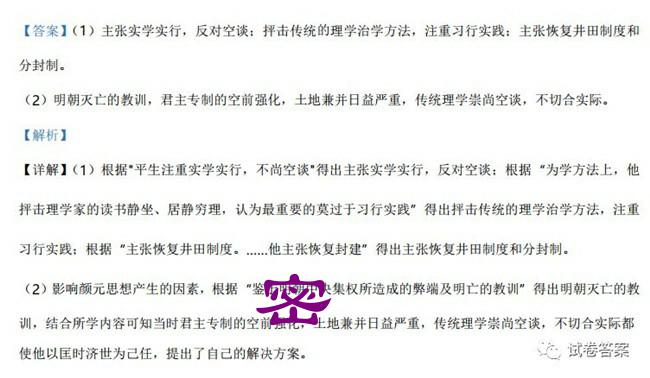 【答案】（1）主张实学实行，反对空谈；抨击传统的理学治学方法，注重习行实践；主张恢复井田制度和
分封制。
（2）明朝灭亡的教训，君主专制的空前强化，土地兼并日益严重，传统理学崇尚空谈，不切合实际。
【解析】
【详解】（1）根据"平生注重实学实行，不尚空谈"得出主张实学实行，反对空谈；根据“为学方法上，他
抨击理学家的读书静坐、居静穷理，认为最重要的莫过于习行实践”得出抨击传统的理学治学方法，注重
习行实践；根据“主张恢复井田制度。……他主张恢复封建”得出主张恢复井田制度和分封制。
（2）影响颜元思想产生的因素，根据“鉴于明朝中央集权所造成的弊端及明亡的教训”得出明朝灭亡的教
训，结合所学内容可知当时君主专制的空前强化，土地兼并日益严重，传统理学崇尚空谈，不切合实际都
使他以匡时济世为己任，提出了自己的解决方案。
密
试卷答案